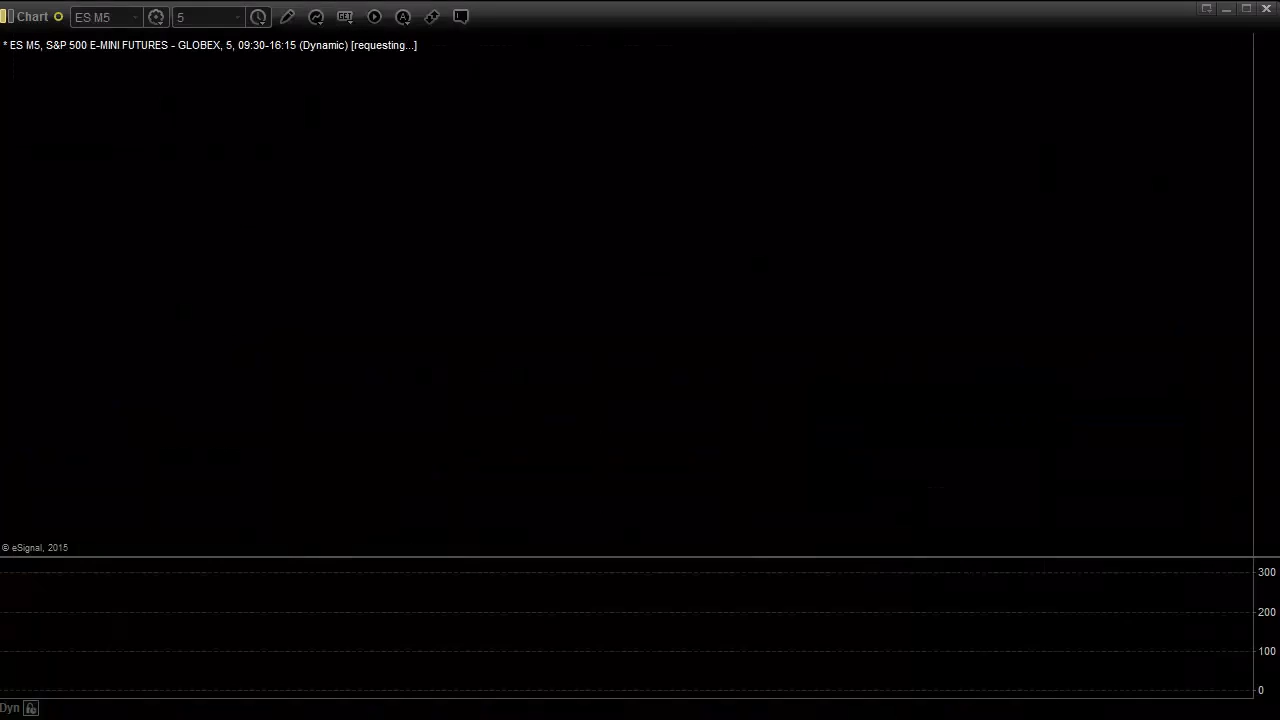 Chart ES M5 5 GET A
* ES M5, S&P 500 E-MINI FUTURES - GLOBEX, 5, 09:30-16:15 (Dynamic) [requesting...]
© eSignal, 2015
300
200
100
0
Dyn